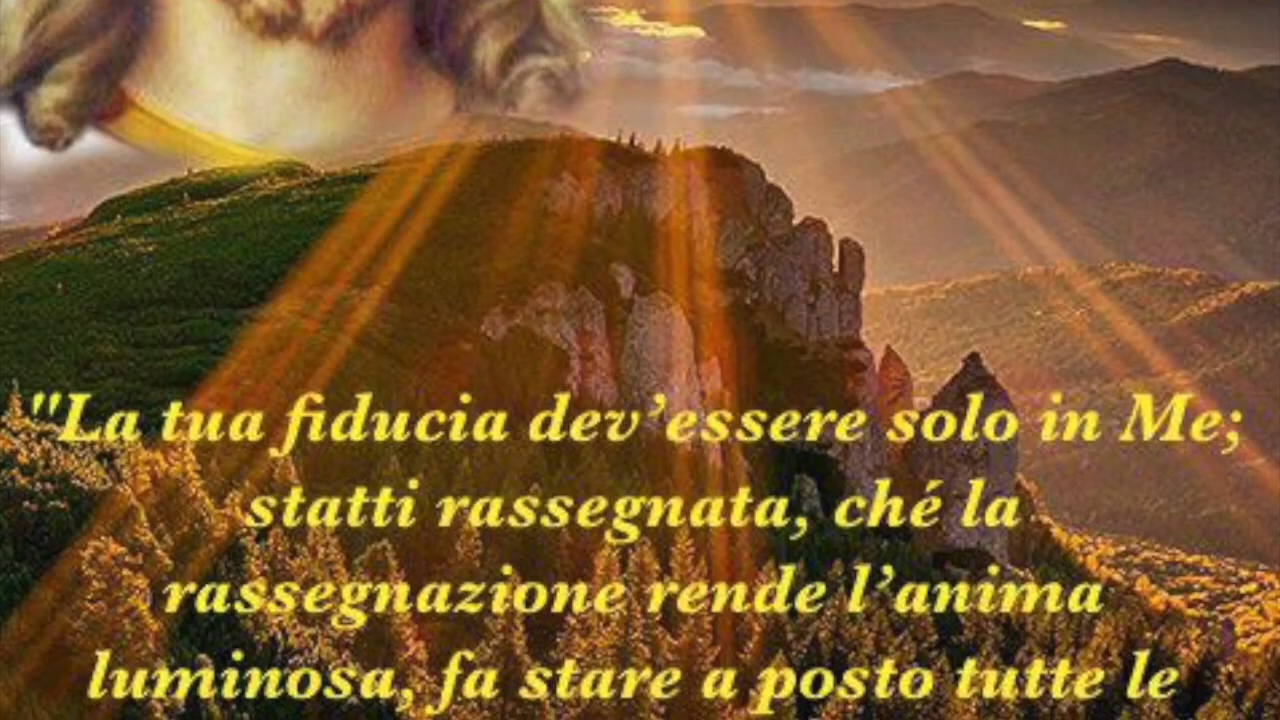 "La tua fiducia dev’essere solo in Me;
statti rassegnata, ché la
rassegnazione rende l’anima
luminosa, fa stare a posto tutte le